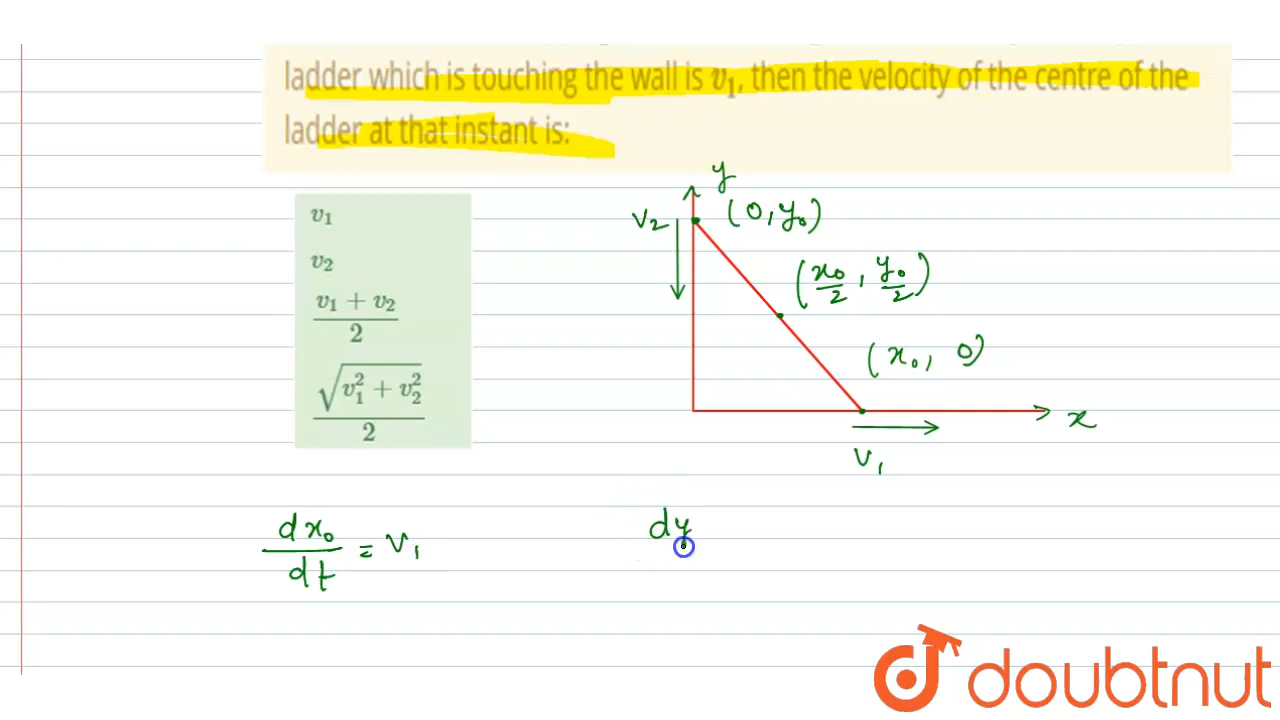 ladder which is touching the wall is v₁, then the velocity of the centre of the
ladder at that instant is:
v₁
v₂
(v₁ + v₂)/2
√(v₁² + v₂²)/2
y
V₂
(0, y₀)
(x₀/2, y₀/2)
(x₀, 0)
x
V₁
dx₀/dt = V₁
dy
doubtnut